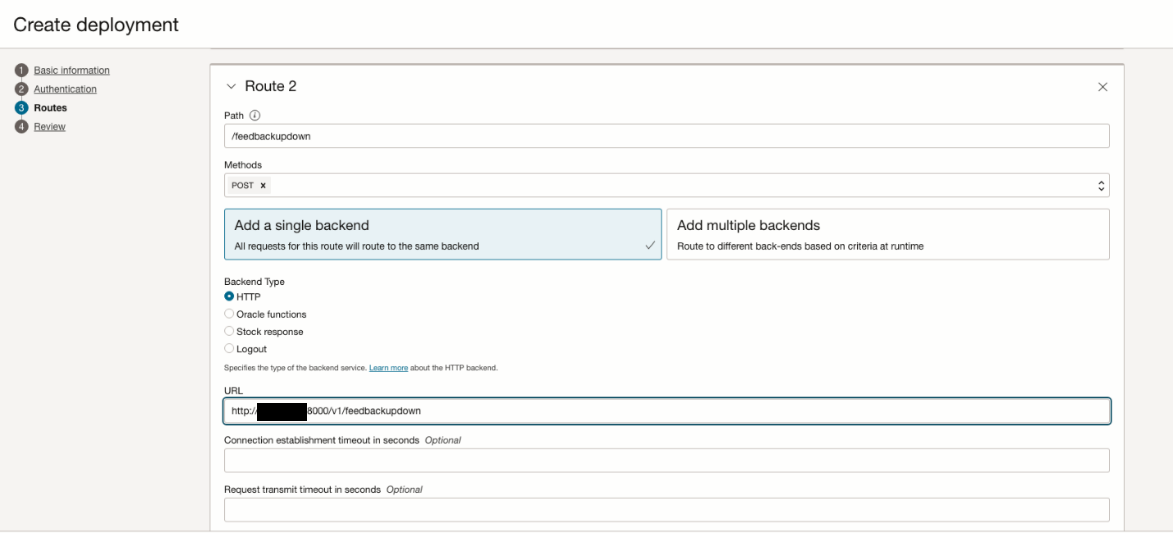 Create deployment
1 Basic information
2 Authentication
3 Routes
4 Review
Route 2
Path i
/feedbackupdown
Methods
POST x
Add a single backend
All requests for this route will route to the same backend
Add multiple backends
Route to different back-ends based on criteria at runtime
Backend Type
HTTP
Oracle functions
Stock response
Logout
Specifies the type of the backend service. Learn more about the HTTP backend.
URL
http:/ 8000/v1/feedbackupdown
Connection establishment timeout in seconds Optional
Request transmit timeout in seconds Optional